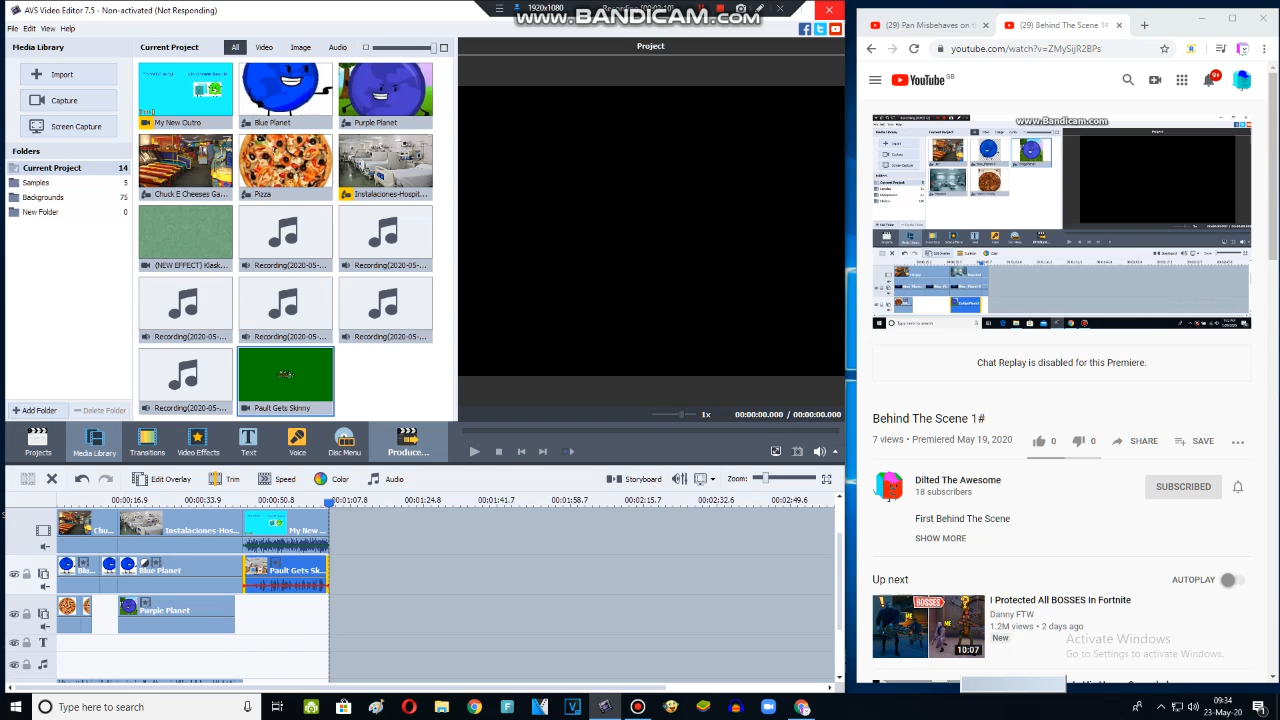 AVS Video Editor 7.5 - Non-activated (Not Responding)
1920x1080
www.BANDICAM.com
File Edit View Help
Media Library
Import
Capture
Screen Capture
Folders
Current Project 14
Samples 5
Backgrounds 75
New Folder 0
Add Folder
Delete Folder
Current Project
All
Video
Image
Audio
My New Outro
Blue Planet
Purple Planet
Chuck E Cheeses Ga...
Pizza
Instalaciones-Hospit...
(NEW EFFECT) Klask...
Recording(2020-05-...
Recording(2020-05-...
Recording(2020-05-...
Recording(2020-05-...
Recording(2020-05-...
Recording(2020-05-...
Pault Gets Skinny
Project
1x
00:00:00.000 / 00:00:00.000
Projects
Media Library
Transitions
Video Effects
Text
Voice
Disc Menu
Produce...
Edit Overlay
Trim
Speed
Color
Audio
Storyboard
Zoom:
00:00:16.9
00:00:33.9
00:00:50.8
00:01:07.8
00:01:24.8
00:01:41.7
00:01:58.7
00:02:15.7
00:02:32.6
00:02:49.6
Chu...
Instalaciones-Hos...
My New ...
Blu...
Blue Planet
Pault Gets Sk...
Purple Planet
Type here to search
(29) Pan Misbehaves on t
(29) Behind The Scene 1#
youtube.com/watch?v=ZMySijR2BPs
YouTube GB
9+
www.Bandicam.com
Chat Replay is disabled for this Premiere.
Behind The Scene 1#
7 views • Premiered May 19, 2020
0
0
SHARE
SAVE
Dilted The Awesome
18 subscribers
SUBSCRIBED
First Behind The Scene
SHOW MORE
Up next
AUTOPLAY
I Protected All BOSSES In Fortnite
Danny FTW
1.2M views • 2 days ago
New
BOSSES
ME
ME
10:07
Activate Windows
Go to Settings to activate Windows.
09:34
23-May-20